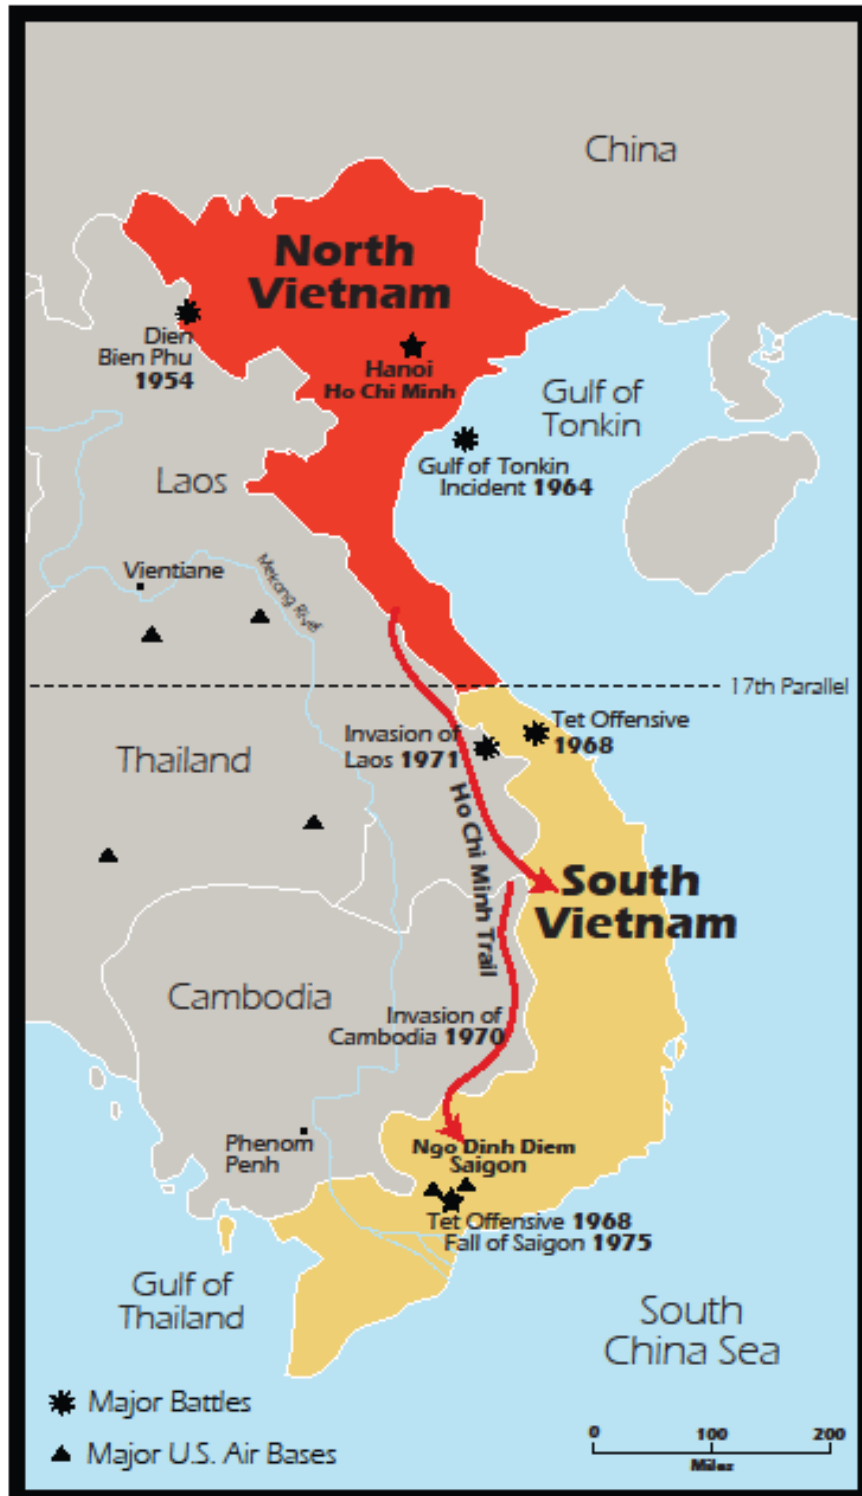 China
North
Vietnam
Dien
Bien Phu
1954
Hanoi
Ho Chi Minh
Gulf of
Tonkin
Gulf of Tonkin
Incident 1964
Laos
Vientiane
Mekong River
17th Parallel
Tet Offensive
1968
Invasion of
Laos 1971
Thailand
Ho Chi Minh Trail
South
Vietnam
Cambodia
Invasion of
Cambodia 1970
Phenom
Penh
Ngo Dinh Diem
Saigon
Tet Offensive 1968
Fall of Saigon 1975
Gulf of
Thailand
South
China Sea
Major Battles
Major U.S. Air Bases
0 100 200
Miles